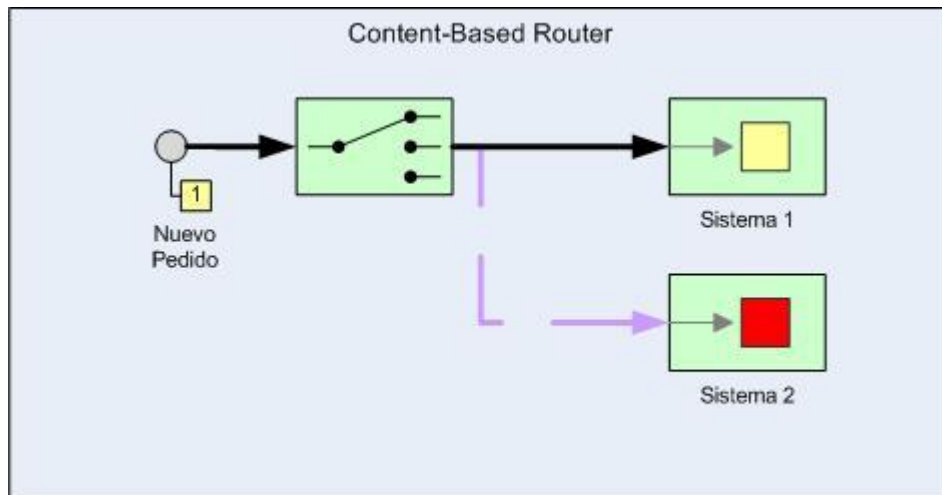 Content-Based Router
1
Nuevo
Pedido
Sistema 1
Sistema 2